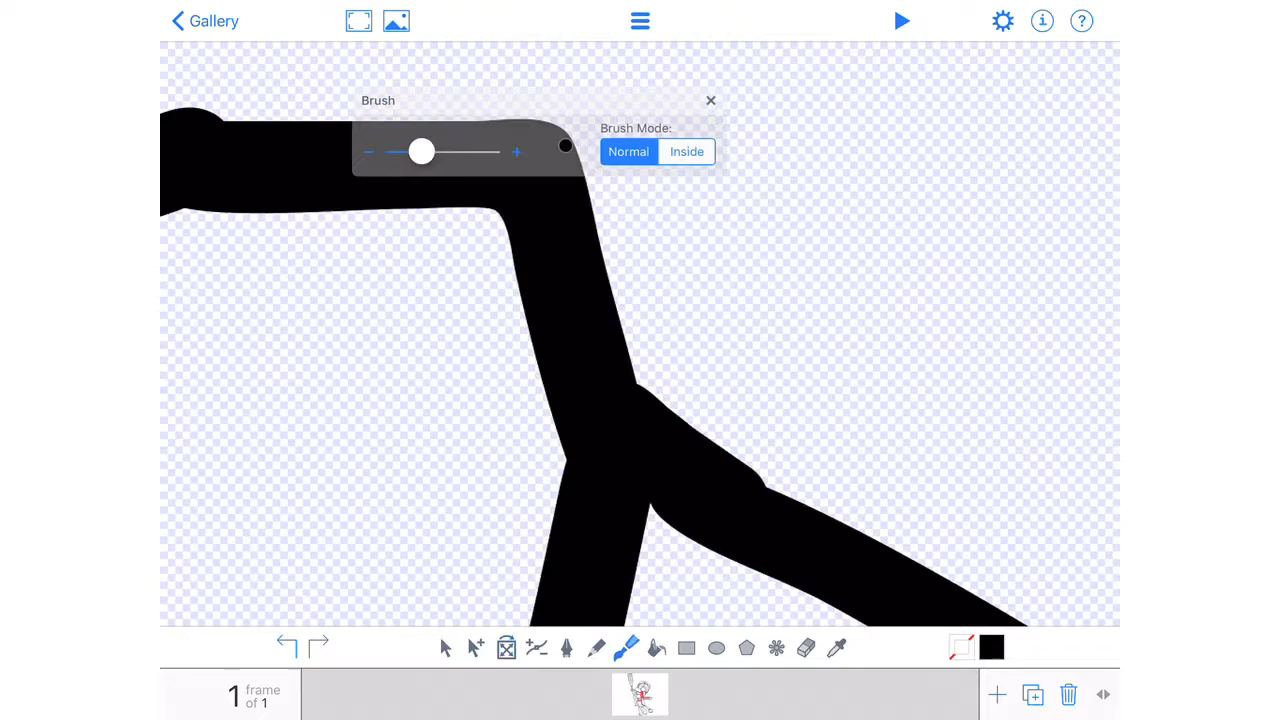 Gallery
Brush
Brush Mode:
Normal Inside
1 frame of 1